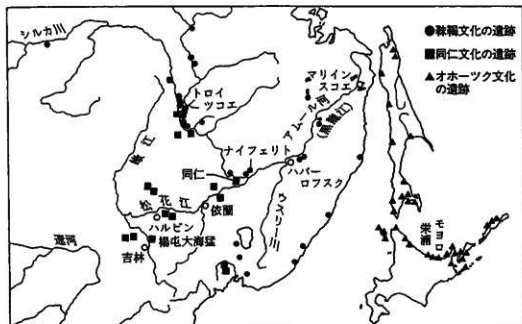 ●靺鞨文化の遺跡
■同仁文化の遺跡
▲オホーツク文化
の遺跡
シルカ川
マリイン
スコエ
トロイ
ーツコエ
アムール河
(黒龍江)
嫩江
ナイフェリト
同仁
ハバー
ロフスク
松花江
依蘭
ウスリー川
ハルビン
楊屯大海猛
吉林
遼河
モヨロ
栄浦